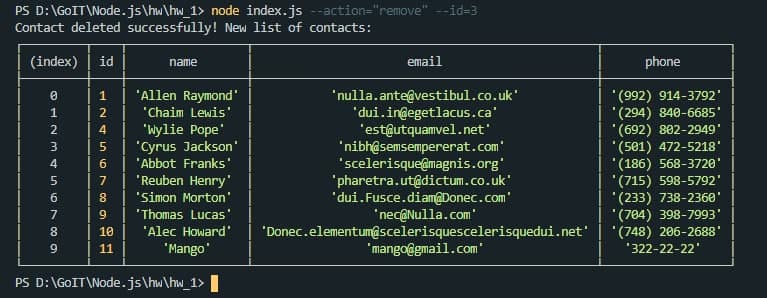 PS D:\GoIT\Node.js\hw\hw_1> node index.js --action="remove" --id=3
Contact deleted successfully! New list of contacts:
(index) id name email phone
0 1 'Allen Raymond' 'nulla.ante@vestibul.co.uk' '(992) 914-3792'
1 2 'Chaim Lewis' 'dui.in@egetlacus.ca' '(294) 840-6685'
2 4 'Wylie Pope' 'est@utquamvel.net' '(692) 802-2949'
3 5 'Cyrus Jackson' 'nibh@semsempererat.com' '(501) 472-5218'
4 6 'Abbot Franks' 'scelerisque@magnis.org' '(186) 568-3720'
5 7 'Reuben Henry' 'pharetra.ut@dictum.co.uk' '(715) 598-5792'
6 8 'Simon Morton' 'dui.Fusce.diam@Donec.com' '(233) 738-2360'
7 9 'Thomas Lucas' 'nec@Nulla.com' '(704) 398-7993'
8 10 'Alec Howard' 'Donec.elementum@scelerisquescelerisquedui.net' '(748) 206-2688'
9 11 'Mango' 'mango@gmail.com' '322-22-22'
PS D:\GoIT\Node.js\hw\hw_1>